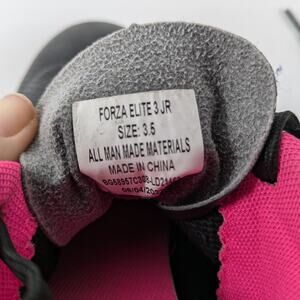 FORZA ELITE 3 JR
SIZE: 3.5
ALL MAN MADE MATERIALS
MADE IN CHINA